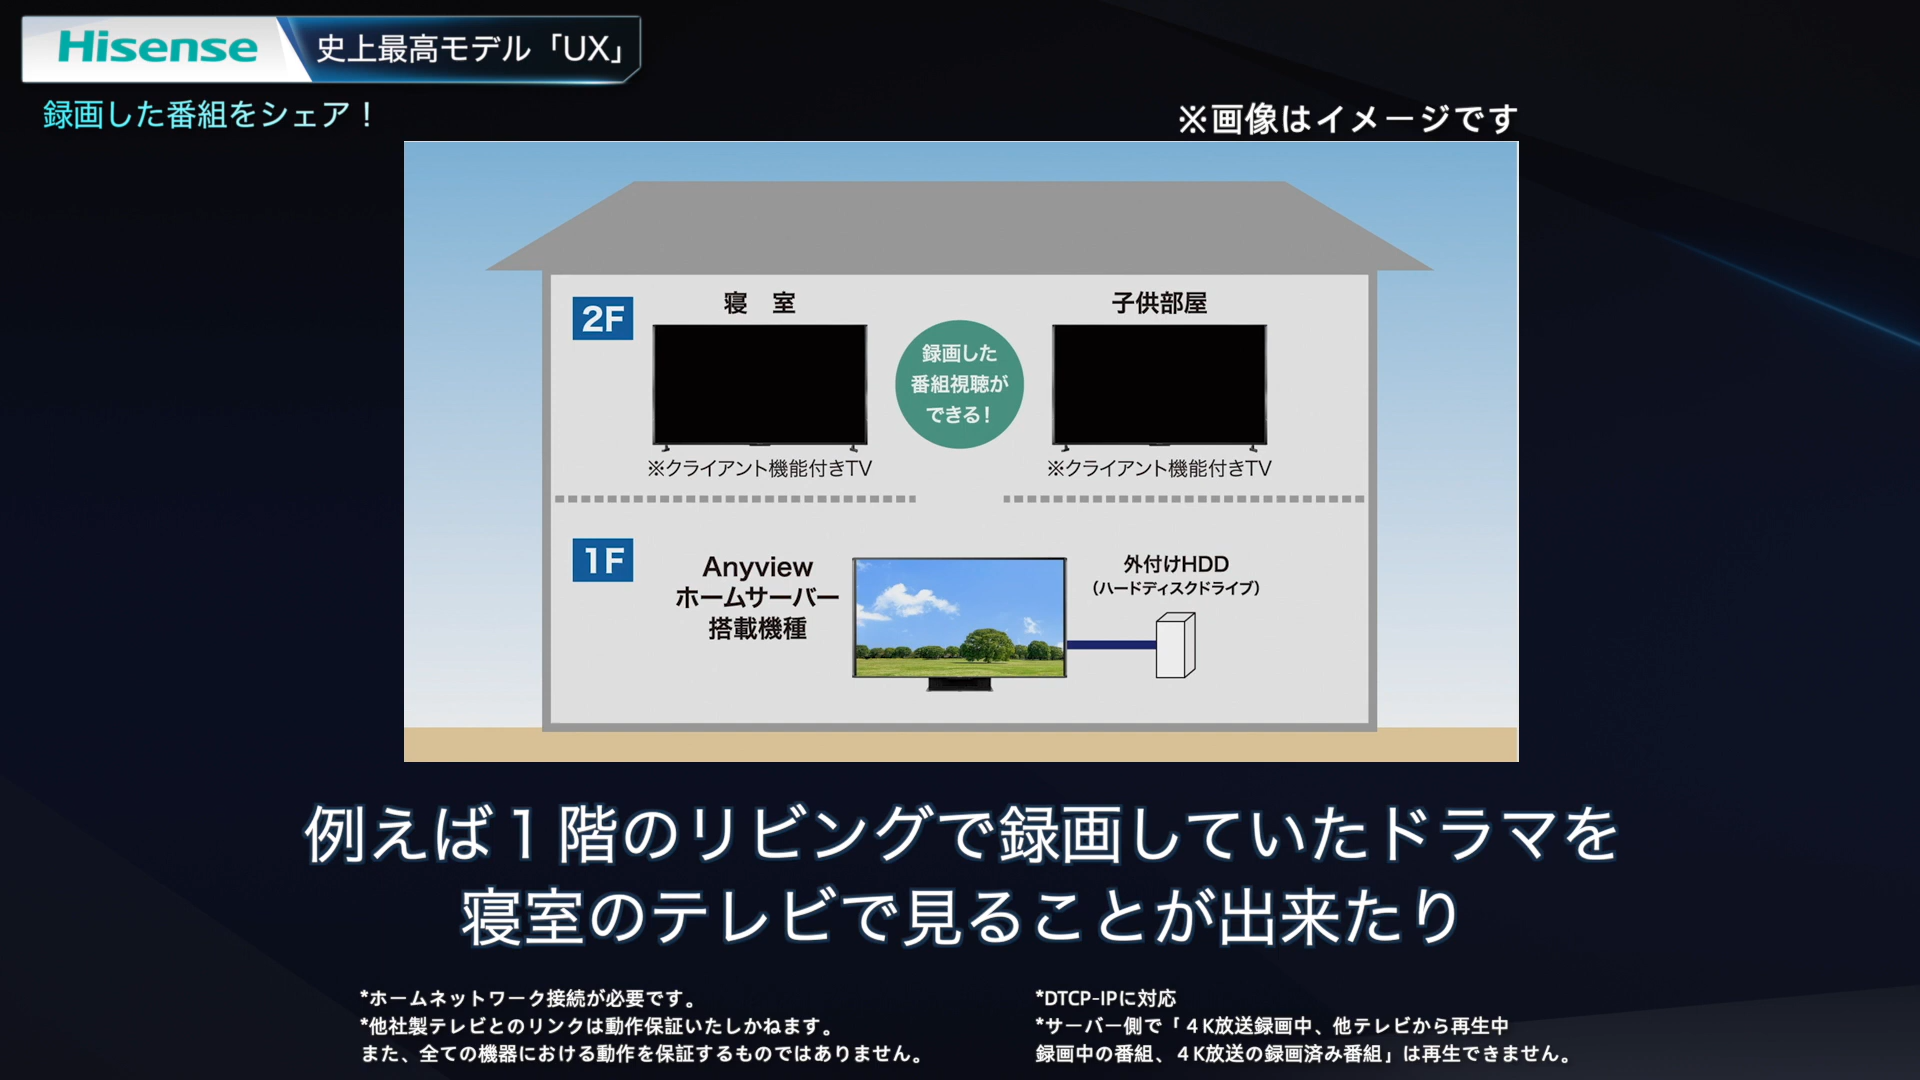 Hisense 史上最高モデル「UX」
録画した番組をシェア！
※画像はイメージです
2F
寝　室
子供部屋
録画した
番組視聴が
できる！
※クライアント機能付きTV
※クライアント機能付きTV
1F
Anyview
ホームサーバー
搭載機種
外付けHDD
（ハードディスクドライブ）
例えば１階のリビングで録画していたドラマを
寝室のテレビで見ることが出来たり
*ホームネットワーク接続が必要です。
*他社製テレビとのリンクは動作保証いたしかねます。
また、全ての機器における動作を保証するものではありません。
*DTCP-IPに対応
*サーバー側で「４K放送録画中、他テレビから再生中
録画中の番組、４K放送の録画済み番組」は再生できません。